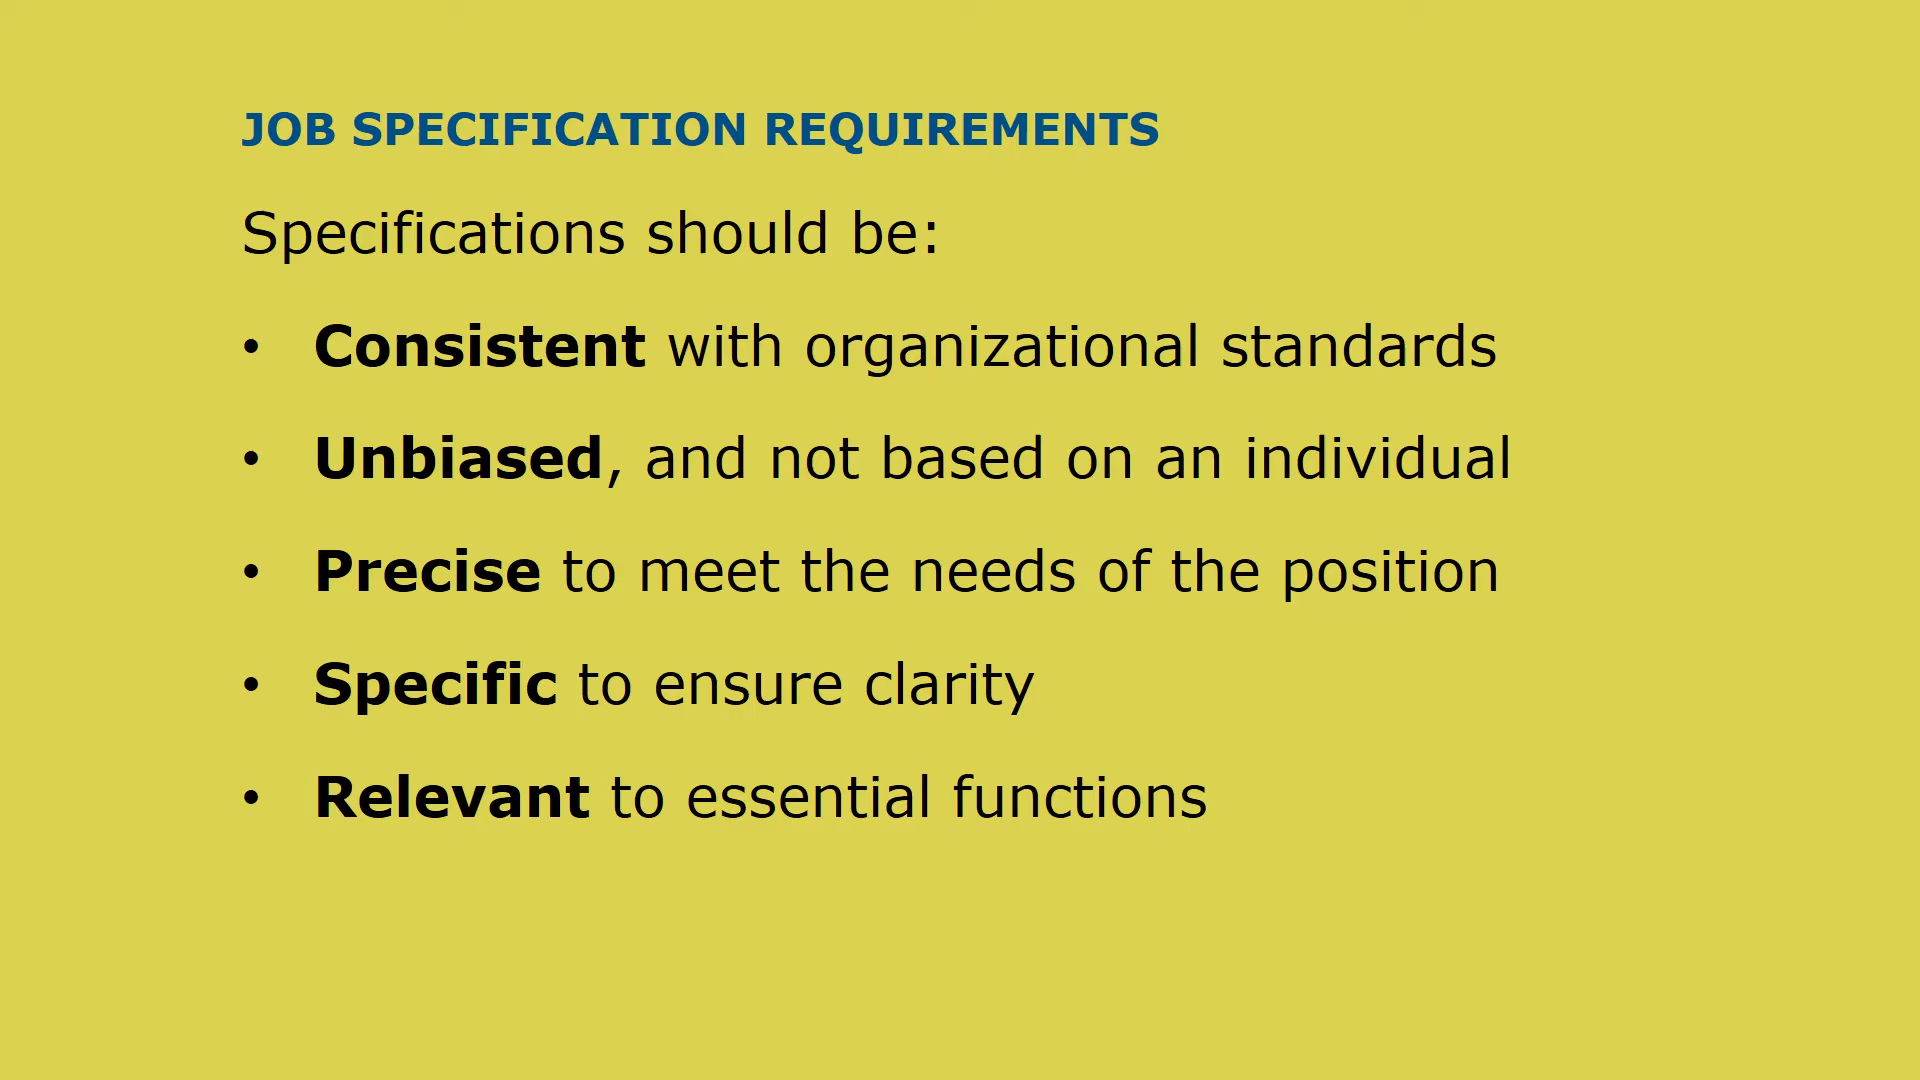 JOB SPECIFICATION REQUIREMENTS
Specifications should be:
• Consistent with organizational standards
• Unbiased, and not based on an individual
• Precise to meet the needs of the position
• Specific to ensure clarity
• Relevant to essential functions